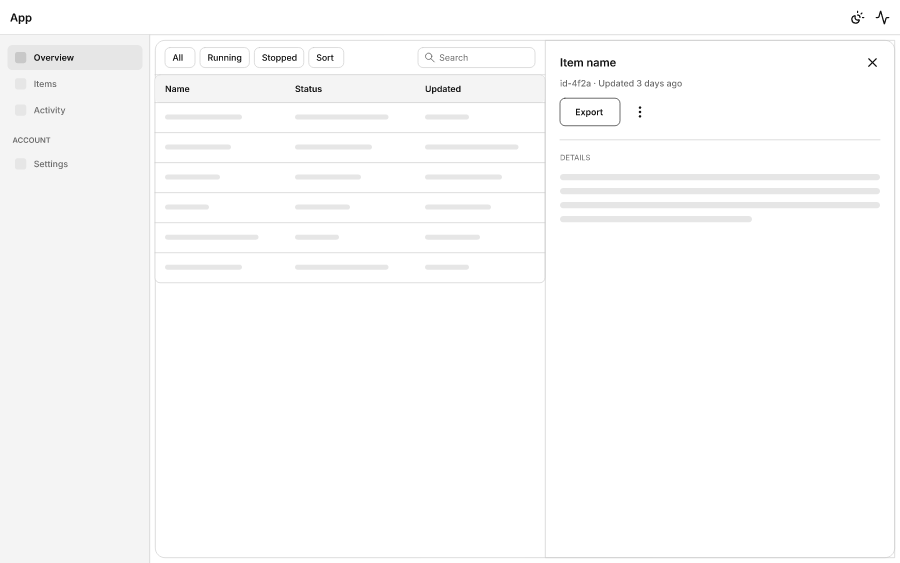 App
Overview
Items
Activity
ACCOUNT
Settings
All
Running
Stopped
Sort
Search
Name
Status
Updated
Item name
id-4f2a · Updated 3 days ago
Export
DETAILS